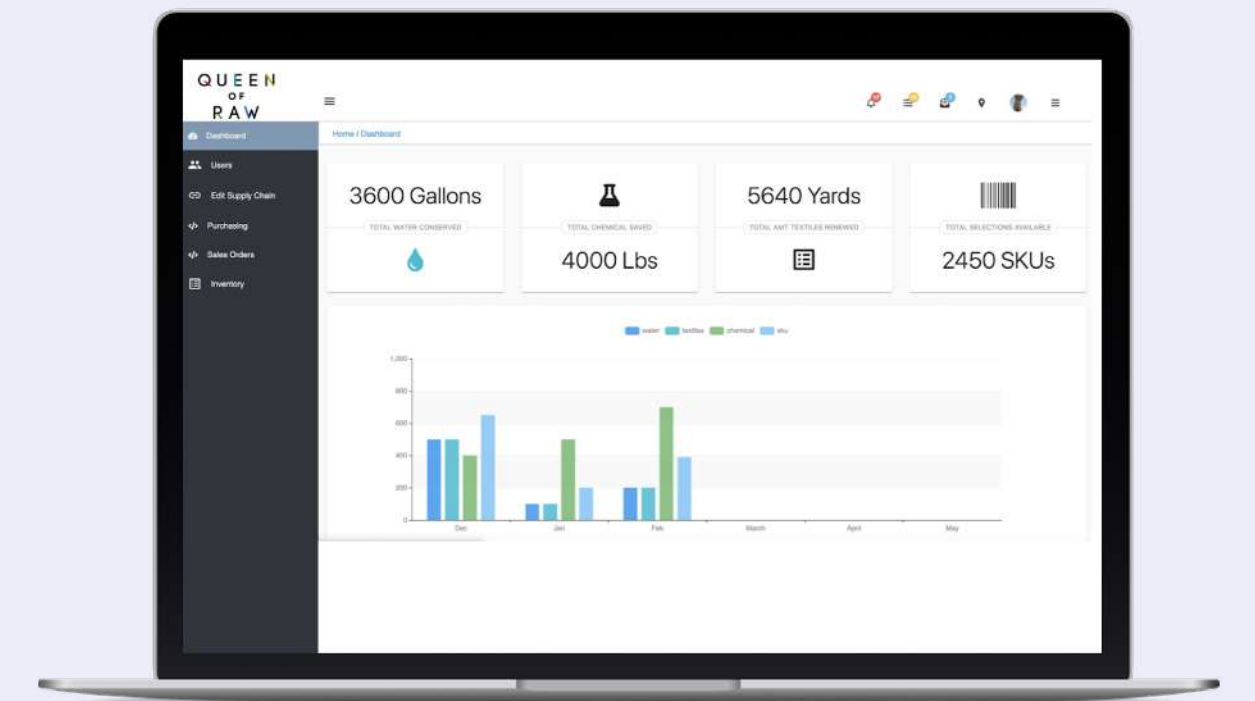 QUEEN
OF
RAW
Dashboard
Users
Edit Supply Chain
Purchasing
Sales Orders
Inventory
Home / Dashboard
3600 Gallons
TOTAL WATER CONSERVED
TOTAL CHEMICAL SAVED
4000 Lbs
5640 Yards
TOTAL AMT TEXTILES RENEWED
TOTAL SELECTIONS AVAILABLE
2450 SKUs
water textiles chemical sku
1,000
800
600
400
200
0
Dec Jan Feb March April May